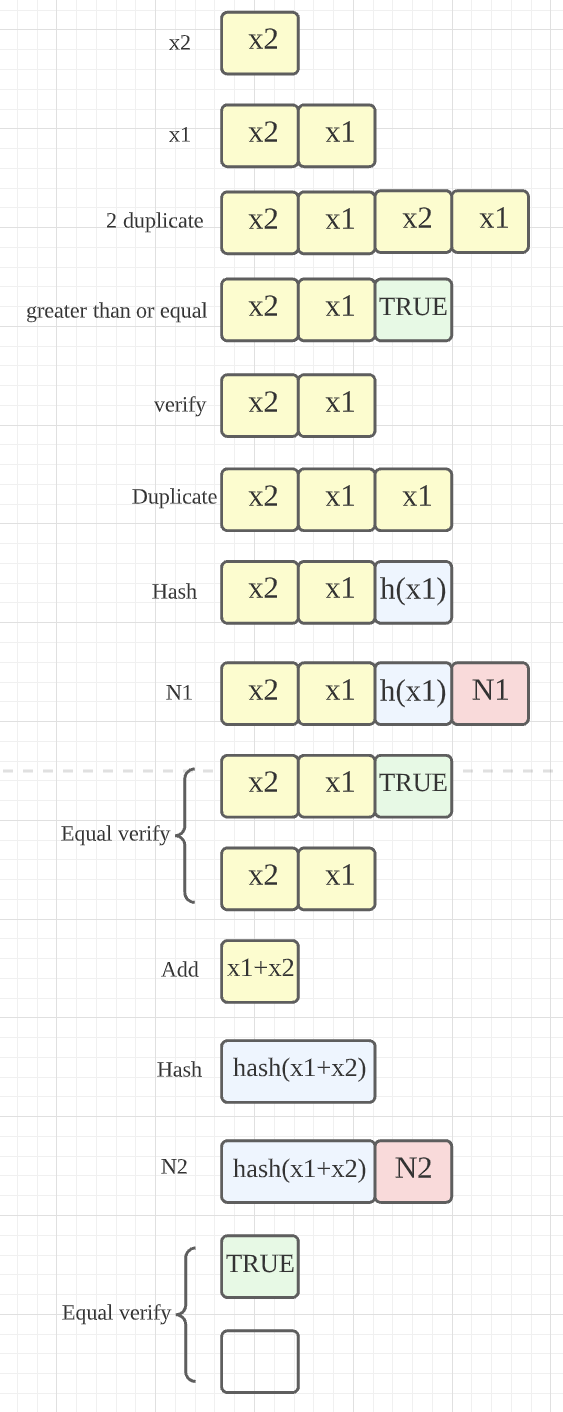 x2 x2
x1 x2 x1
2 duplicate x2 x1 x2 x1
greater than or equal x2 x1 TRUE
verify x2 x1
Duplicate x2 x1 x1
Hash x2 x1 h(x1)
N1 x2 x1 h(x1) N1
x2 x1 TRUE
Equal verify
x2 x1
Add x1+x2
Hash hash(x1+x2)
N2 hash(x1+x2) N2
TRUE
Equal verify